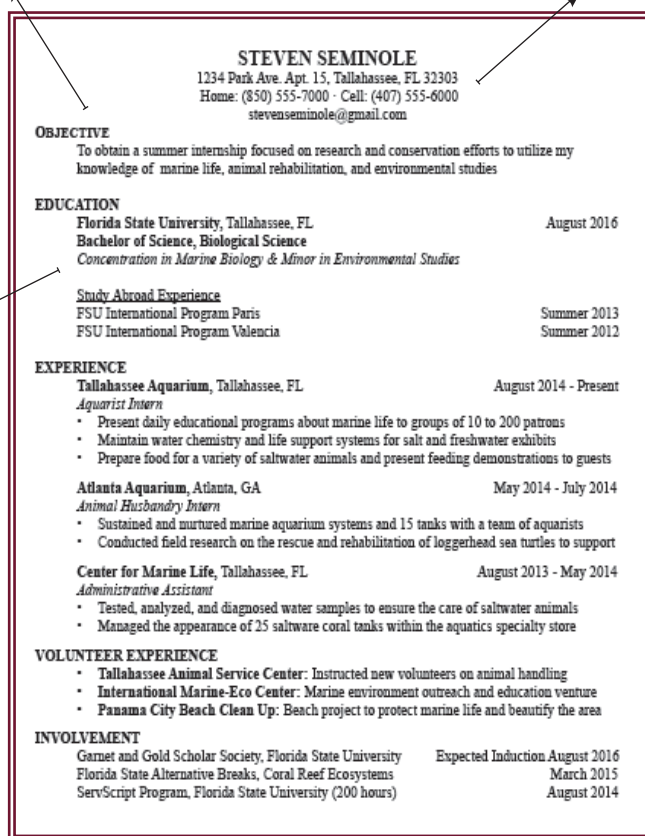 STEVEN SEMINOLE
1234 Park Ave. Apt. 15, Tallahassee, FL 32303
Home: (850) 555-7000 · Cell: (407) 555-6000
stevenseminole@gmail.com
OBJECTIVE
To obtain a summer internship focused on research and conservation efforts to utilize my
knowledge of marine life, animal rehabilitation, and environmental studies
EDUCATION
Florida State University, Tallahassee, FL August 2016
Bachelor of Science, Biological Science
Concentration in Marine Biology & Minor in Environmental Studies
Study Abroad Experience
FSU International Program Paris Summer 2013
FSU International Program Valencia Summer 2012
EXPERIENCE
Tallahassee Aquarium, Tallahassee, FL August 2014 - Present
Aquarist Intern
• Present daily educational programs about marine life to groups of 10 to 200 patrons
• Maintain water chemistry and life support systems for salt and freshwater exhibits
• Prepare food for a variety of saltwater animals and present feeding demonstrations to guests
Atlanta Aquarium, Atlanta, GA May 2014 - July 2014
Animal Husbandry Intern
• Sustained and nurtured marine aquarium systems and 15 tanks with a team of aquarists
• Conducted field research on the rescue and rehabilitation of loggerhead sea turtles to support
Center for Marine Life, Tallahassee, FL August 2013 - May 2014
Administrative Assistant
• Tested, analyzed, and diagnosed water samples to ensure the care of saltwater animals
• Managed the appearance of 25 saltware coral tanks within the aquatics specialty store
VOLUNTEER EXPERIENCE
• Tallahassee Animal Service Center: Instructed new volunteers on animal handling
• International Marine-Eco Center: Marine environment outreach and education venture
• Panama City Beach Clean Up: Beach project to protect marine life and beautify the area
INVOLVEMENT
Garnet and Gold Scholar Society, Florida State University Expected Induction August 2016
Florida State Alternative Breaks, Coral Reef Ecosystems March 2015
ServScript Program, Florida State University (200 hours) August 2014